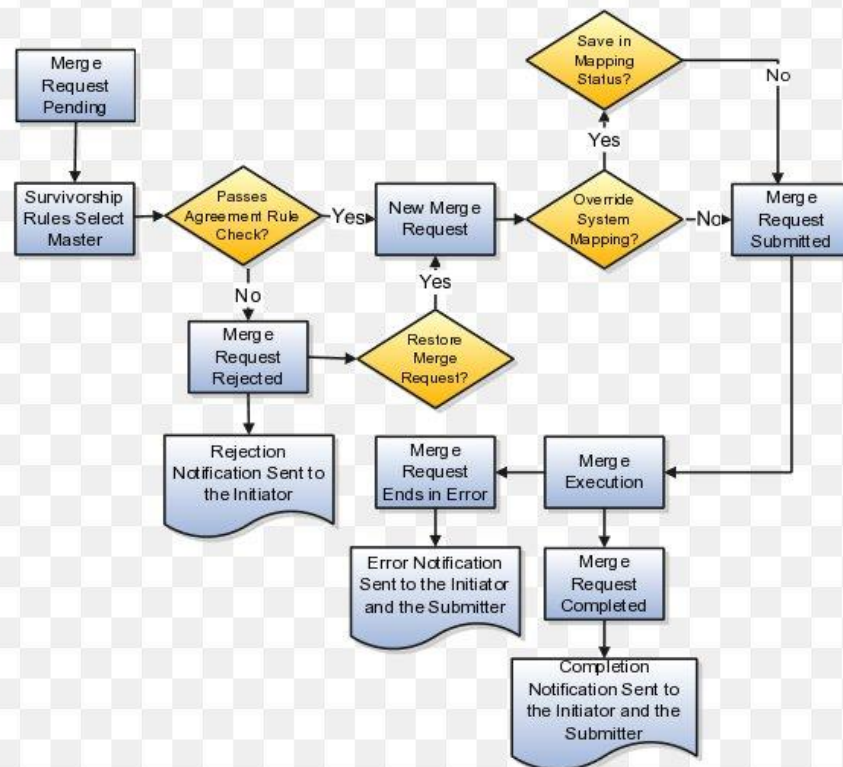 Merge
Request
Pending
Survivorship
Rules Select
Master
Passes
Agreement Rule
Check?
Yes
New Merge
Request
Override
System
Mapping?
Yes
Save in
Mapping
Status?
No
No
Merge
Request
Submitted
No
Merge
Request
Rejected
Restore
Merge
Request?
Yes
Rejection
Notification Sent to
the Initiator
Merge
Execution
Merge
Request
Ends in Error
Error Notification
Sent to the Initiator
and the Submitter
Merge
Request
Completed
Completion
Notification Sent to
the Initiator and the
Submitter